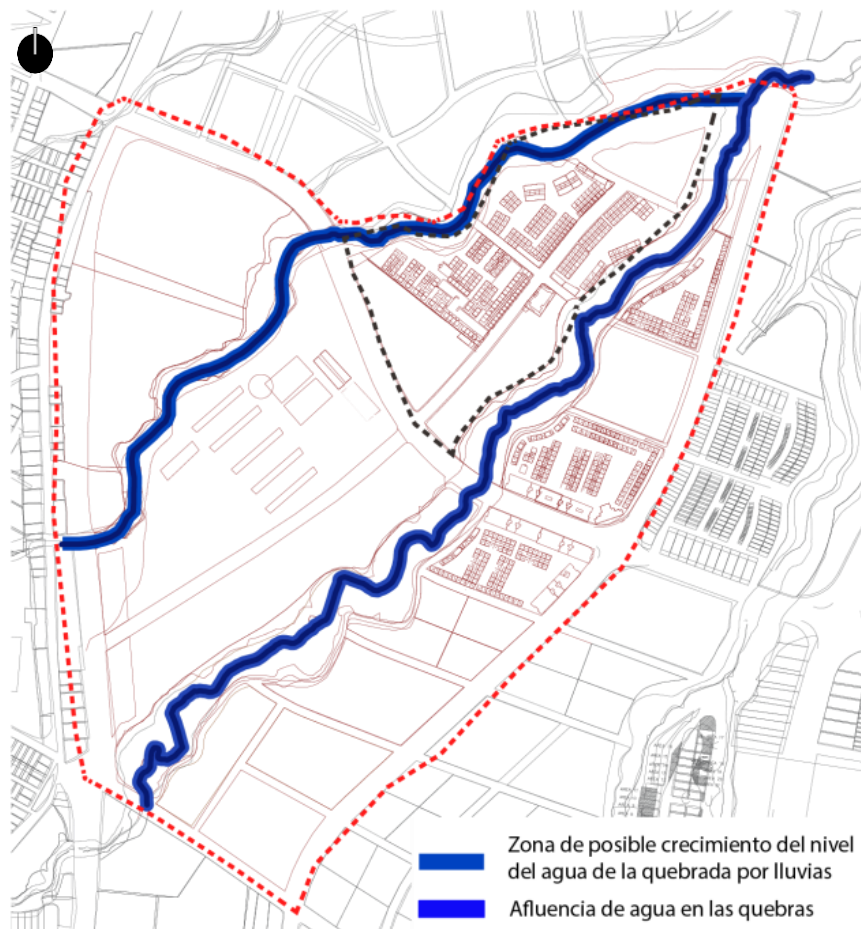 Zona de posible crecimiento del nivel
del agua de la quebrada por lluvias
Afluencia de agua en las quebras